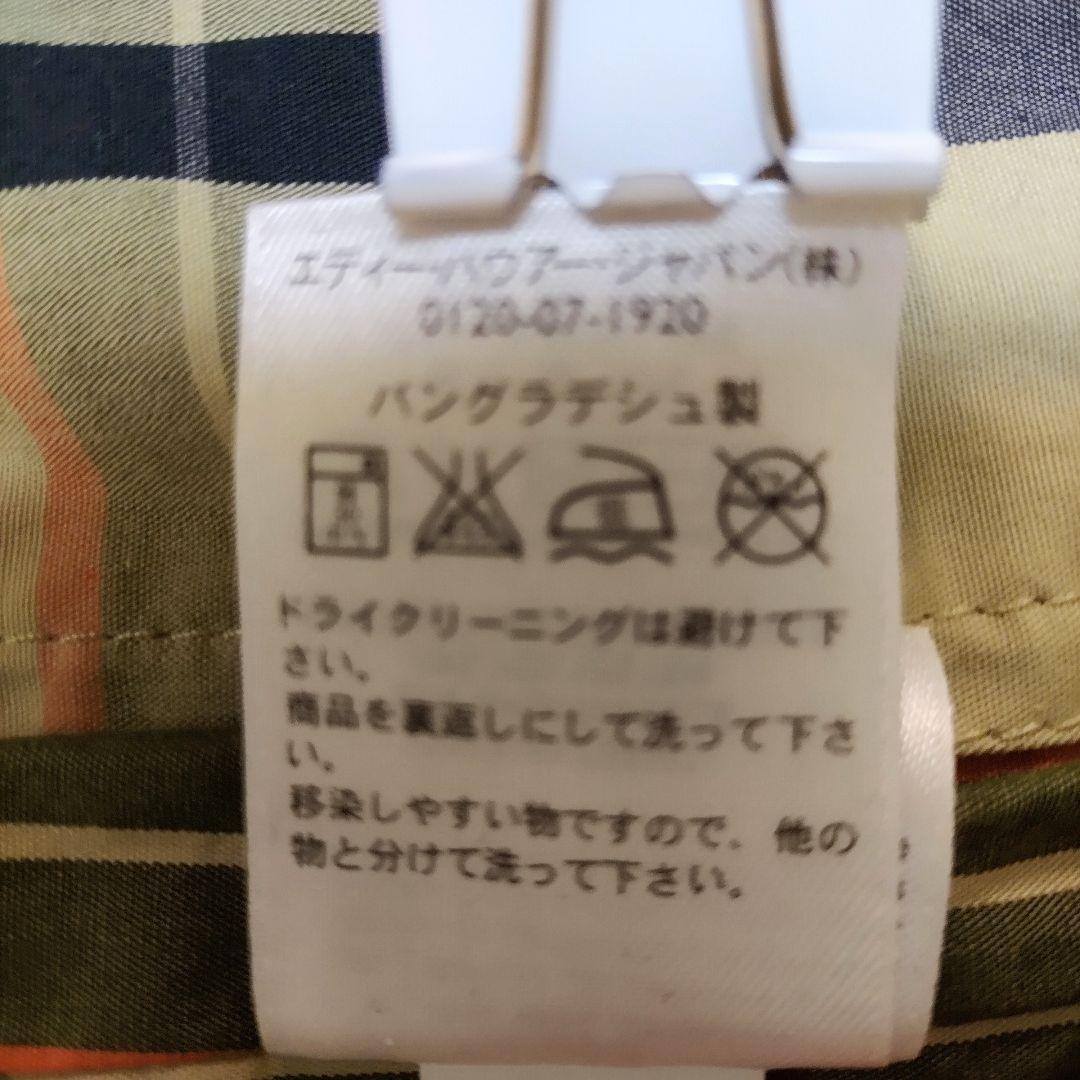 エディー・バウアー・ジャパン(株)
0120-07-1920
バングラデシュ製
ドライクリーニングは避けて下
さい。
商品を裏返しにして洗って下さ
い。
移染しやすい物ですので、他の
物と分けて洗って下さい。